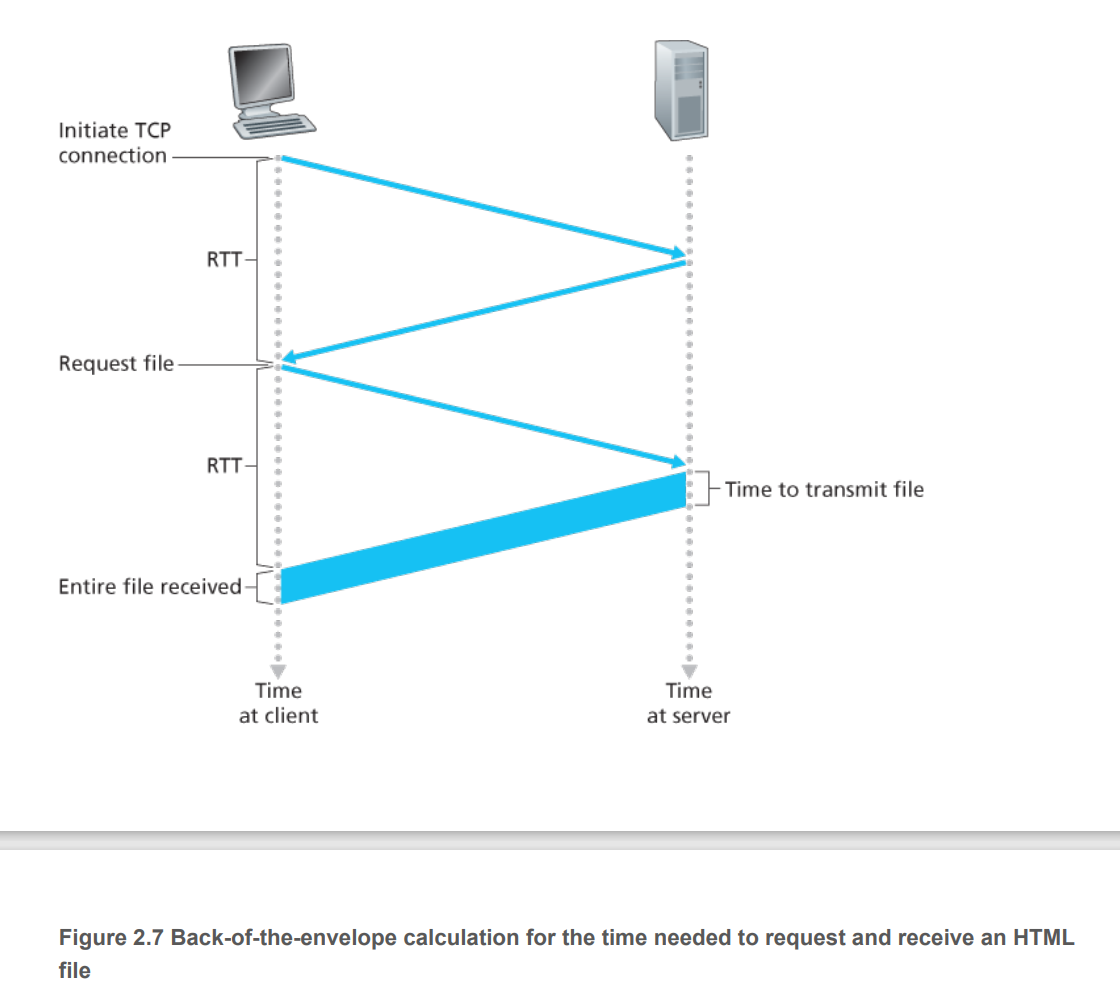 Initiate TCP
connection
RTT
Request file
RTT
Time to transmit file
Entire file received
Time
at client
Time
at server
Figure 2.7 Back-of-the-envelope calculation for the time needed to request and receive an HTML
file